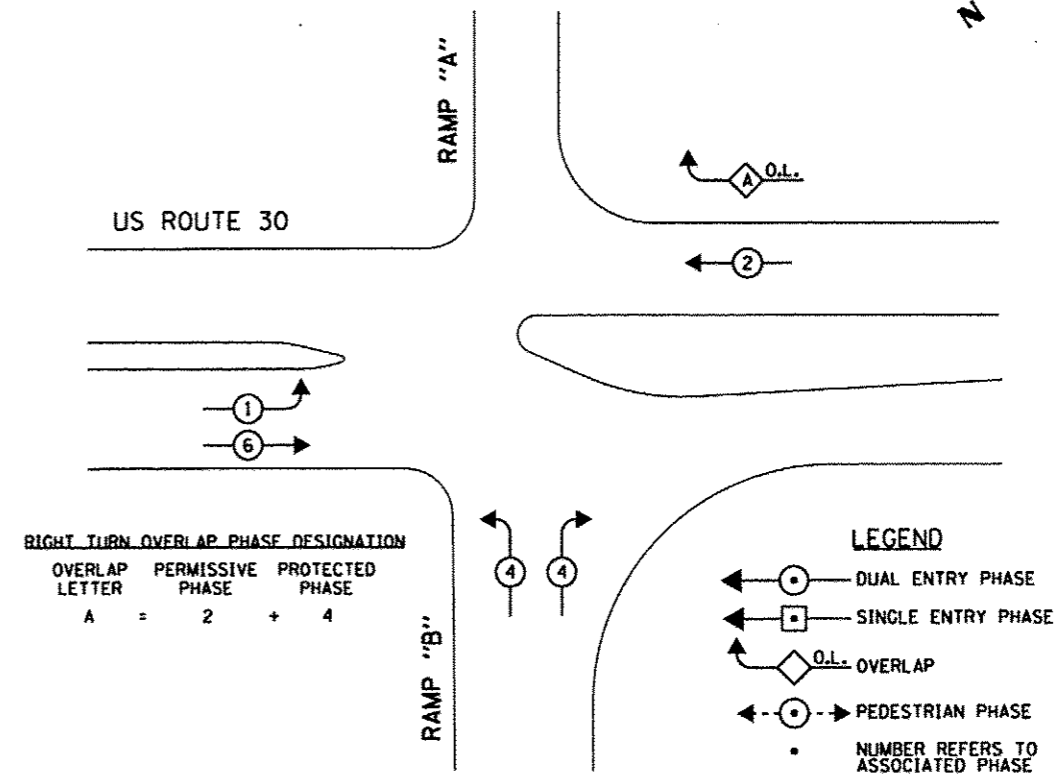 N
RAMP "A"
A O.L.
US ROUTE 30
2
1
6
RIGHT TURN OVERLAP PHASE DESIGNATION
OVERLAP LETTER PERMISSIVE PHASE PROTECTED PHASE
A = 2 + 4
4 4
RAMP "B"
LEGEND
DUAL ENTRY PHASE
SINGLE ENTRY PHASE
O.L. OVERLAP
PEDESTRIAN PHASE
NUMBER REFERS TO
ASSOCIATED PHASE